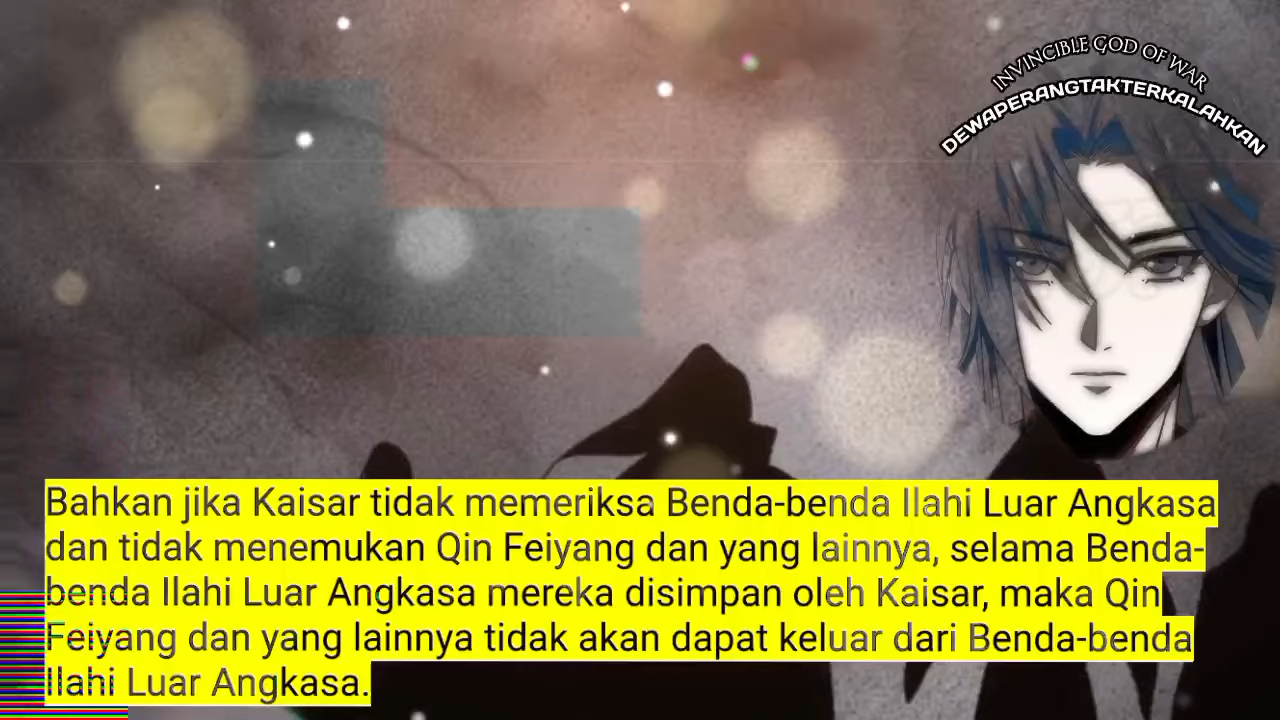 INVINCIBLE GOD OF WAR
DEWAPERANGTAKTERKALAHKAN
Bahkan jika Kaisar tidak memeriksa Benda-benda Ilahi Luar Angkasa
dan tidak menemukan Qin Feiyang dan yang lainnya, selama Benda-
benda Ilahi Luar Angkasa mereka disimpan oleh Kaisar, maka Qin
Feiyang dan yang lainnya tidak akan dapat keluar dari Benda-benda
Ilahi Luar Angkasa.